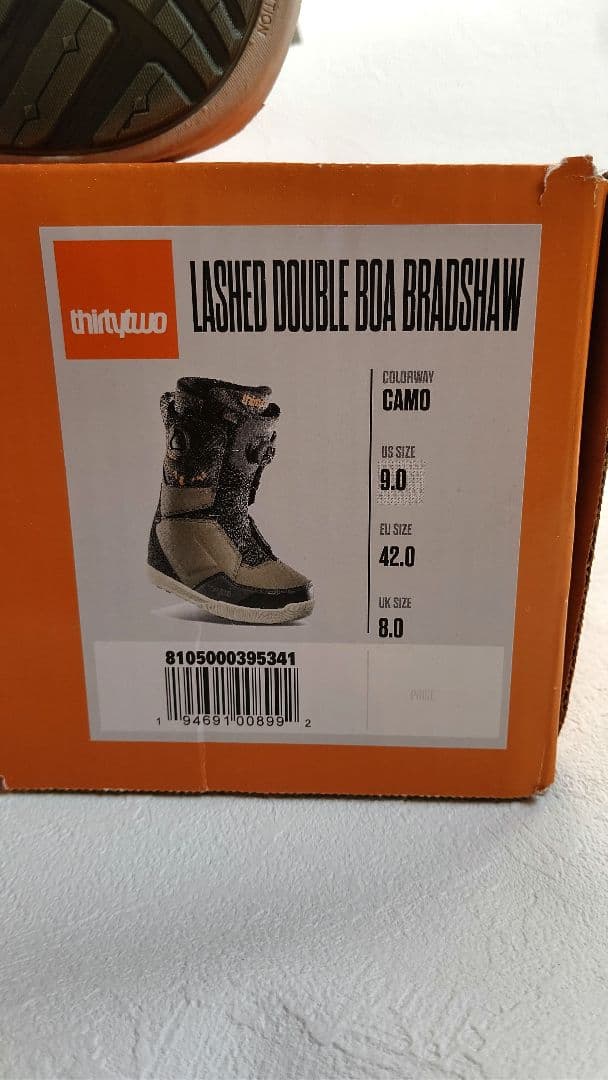 TION
thirtytwo
LASHED DOUBLE BOA BRADSHAW
COLORWAY
CAMO
US SIZE
9.0
EU SIZE
42.0
UK SIZE
8.0
8105000395341
1 94691 00899 2
PRICE